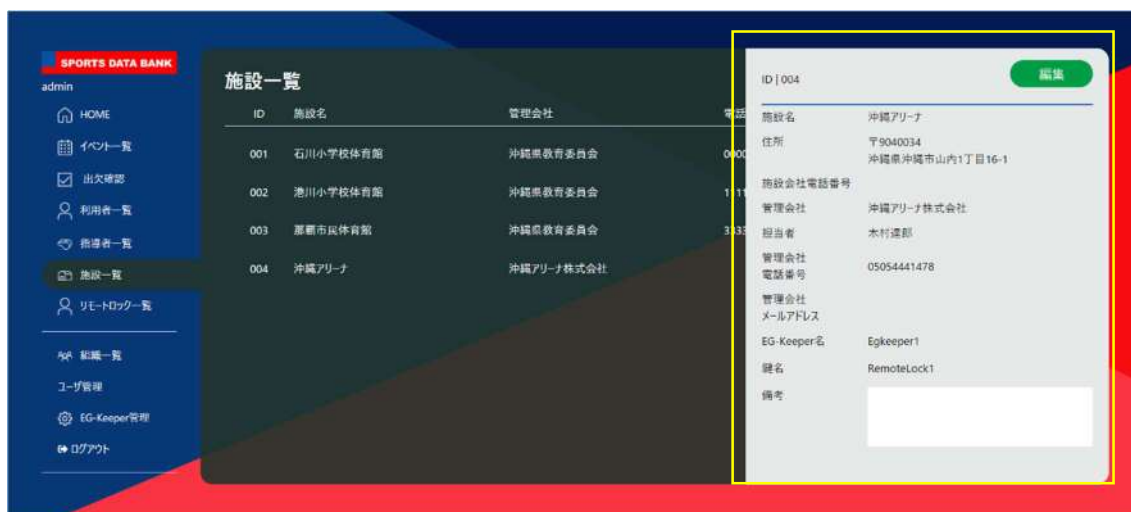 SPORTS DATA BANK
admin
HOME
イベント一覧
出欠確認
利用者一覧
指導者一覧
施設一覧
リモートロック一覧
組織一覧
ユーザ管理
EG-Keeper管理
ログアウト
施設一覧
ID 施設名 管理会社 電話
001 石川小学校体育館 沖縄県教育委員会 0000
002 港川小学校体育館 沖縄県教育委員会 1111
003 那覇市民体育館 沖縄県教育委員会 3333
004 沖縄アリーナ 沖縄アリーナ株式会社
ID | 004
編集
施設名 沖縄アリーナ
住所 〒9040034
沖縄県沖縄市山内1丁目16-1
施設会社電話番号
管理会社 沖縄アリーナ株式会社
担当者 木村達郎
管理会社
電話番号 05054441478
管理会社
メールアドレス
EG-Keeper名 Egkeeper1
鍵名 RemoteLock1
備考